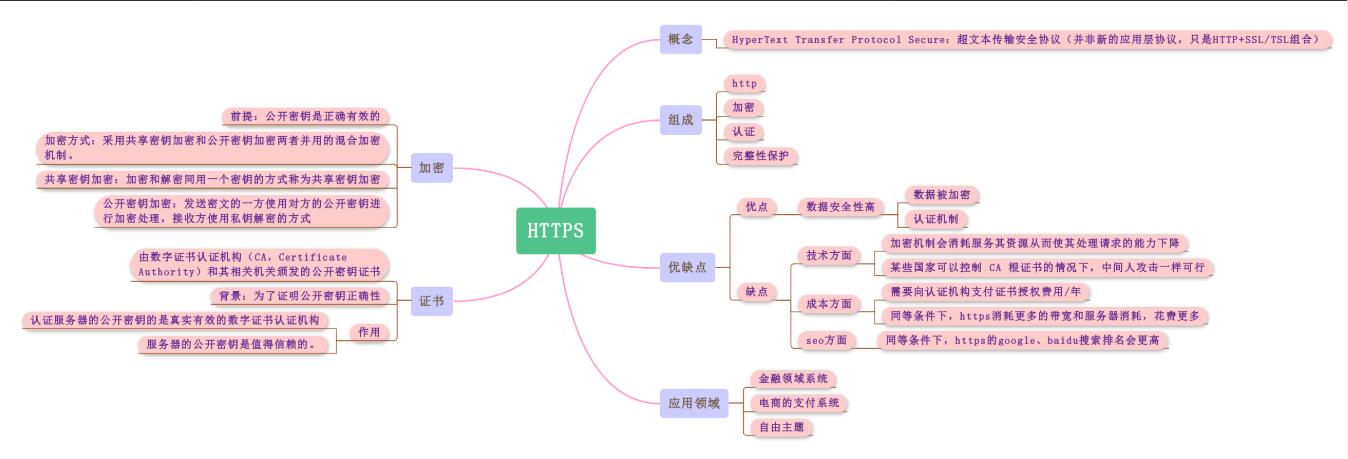 HTTPS
概念
HyperText Transfer Protocol Secure：超文本传输安全协议（并非新的应用层协议，只是HTTP+SSL/TSL组合）
组成
http
加密
认证
完整性保护
优缺点
优点
数据安全性高
数据被加密
认证机制
缺点
技术方面
加密机制会消耗服务其资源从而使其处理请求的能力下降
某些国家可以控制 CA 根证书的情况下，中间人攻击一样可行
成本方面
需要向认证机构支付证书授权费用/年
同等条件下，https消耗更多的带宽和服务器消耗，花费更多
seo方面
同等条件下，https的google、baidu搜索排名会更高
应用领域
金融领域系统
电商的支付系统
自由主题
加密
前提：公开密钥是正确有效的
加密方式：采用共享密钥加密和公开密钥加密两者并用的混合加密
机制。
共享密钥加密：加密和解密同用一个密钥的方式称为共享密钥加密
公开密钥加密：发送密文的一方使用对方的公开密钥进
行加密处理，接收方使用私钥解密的方式
证书
由数字证书认证机构（CA，Certificate
Authority）和其相关机关颁发的公开密钥证书
背景：为了证明公开密钥正确性
作用
认证服务器的公开密钥的是真实有效的数字证书认证机构
服务器的公开密钥是值得信赖的。